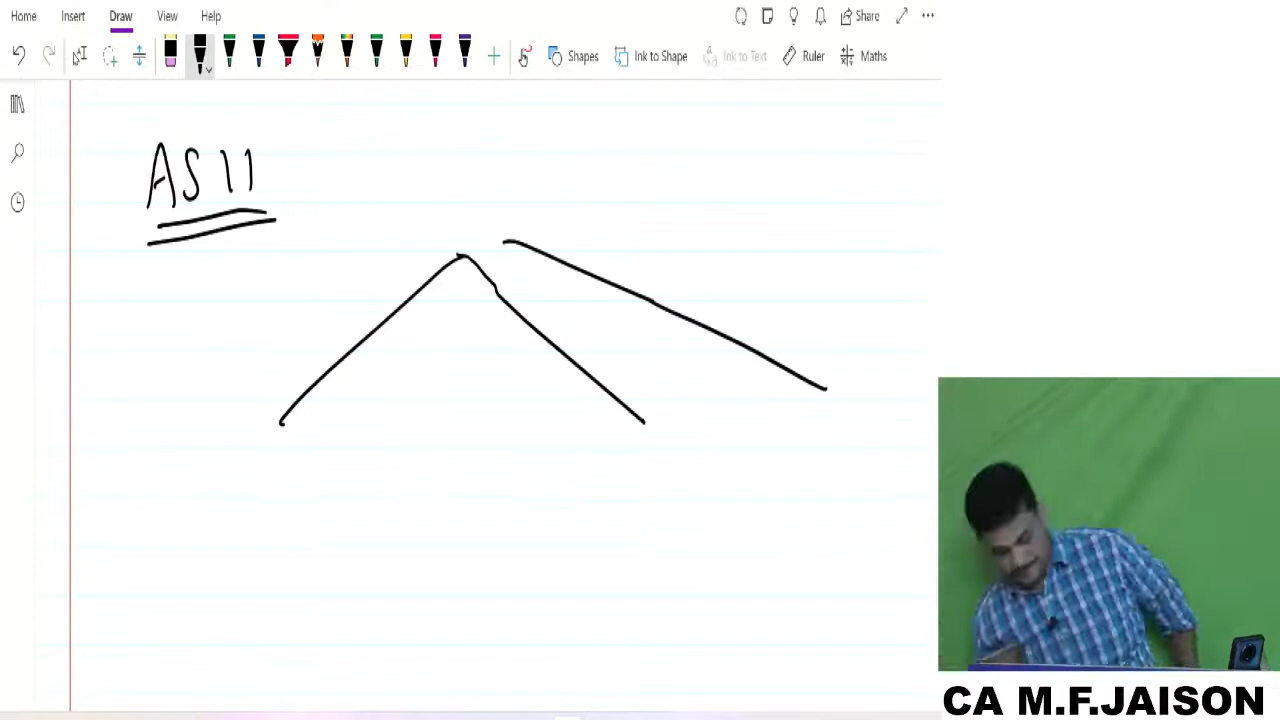 Home Insert Draw View Help Share
Shapes Ink to Shape Ink to Text Ruler Maths
AS 11
CA M.F.JAISON